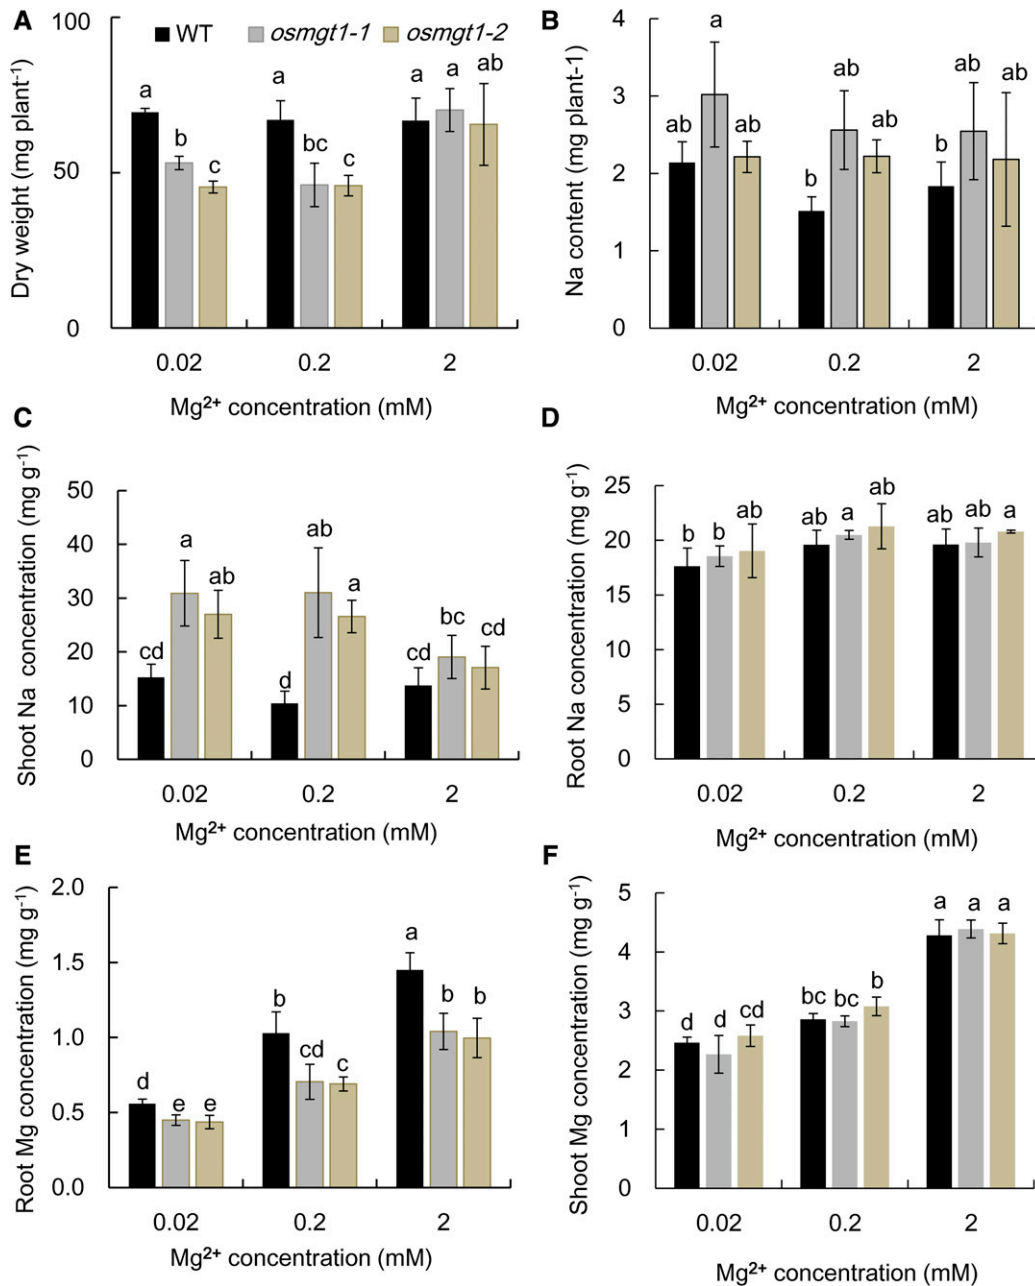 A
Dry weight (mg plant-1)
100
50
0
WT osmgt1-1 osmgt1-2
a b c
a bc c
a a ab
0.02 0.2 2
Mg2+ concentration (mM)
B
Na content (mg plant-1)
4
3
2
1
0
ab a ab
b ab ab
b ab ab
0.02 0.2 2
Mg2+ concentration (mM)
C
Shoot Na concentration (mg g-1)
50
40
30
20
10
0
cd a ab
d ab a
cd bc cd
0.02 0.2 2
Mg2+ concentration (mM)
D
Root Na concentration (mg g-1)
25
20
15
10
5
0
b b ab
ab a ab
ab ab a
0.02 0.2 2
Mg2+ concentration (mM)
E
Root Mg concentration (mg g-1)
2.0
1.5
1.0
0.5
0.0
d e e
b cd c
a b b
0.02 0.2 2
Mg2+ concentration (mM)
F
Shoot Mg concentration (mg g-1)
5
4
3
2
1
0
d d cd
bc bc b
a a a
0.02 0.2 2
Mg2+ concentration (mM)